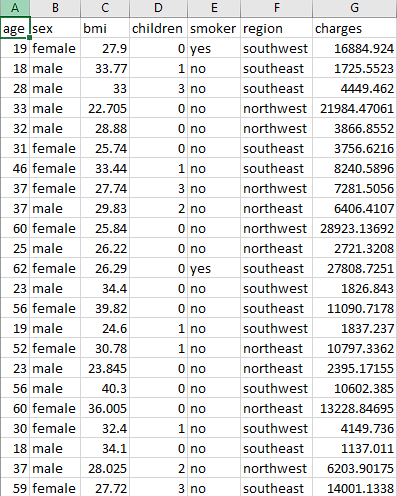 A B C D E F G
age sex bmi children smoker region charges
19 female 27.9 0 yes southwest 16884.924
18 male 33.77 1 no southeast 1725.5523
28 male 33 3 no southeast 4449.462
33 male 22.705 0 no northwest 21984.47061
32 male 28.88 0 no northwest 3866.8552
31 female 25.74 0 no southeast 3756.6216
46 female 33.44 1 no southeast 8240.5896
37 female 27.74 3 no northwest 7281.5056
37 male 29.83 2 no northeast 6406.4107
60 female 25.84 0 no northwest 28923.13692
25 male 26.22 0 no northeast 2721.3208
62 female 26.29 0 yes southeast 27808.7251
23 male 34.4 0 no southwest 1826.843
56 female 39.82 0 no southeast 11090.7178
19 male 24.6 1 no southwest 1837.237
52 female 30.78 1 no northeast 10797.3362
23 male 23.845 0 no northeast 2395.17155
56 male 40.3 0 no southwest 10602.385
60 female 36.005 0 no northeast 13228.84695
30 female 32.4 1 no southwest 4149.736
18 male 34.1 0 no southeast 1137.011
37 male 28.025 2 no northwest 6203.90175
59 female 27.72 3 no southeast 14001.1338